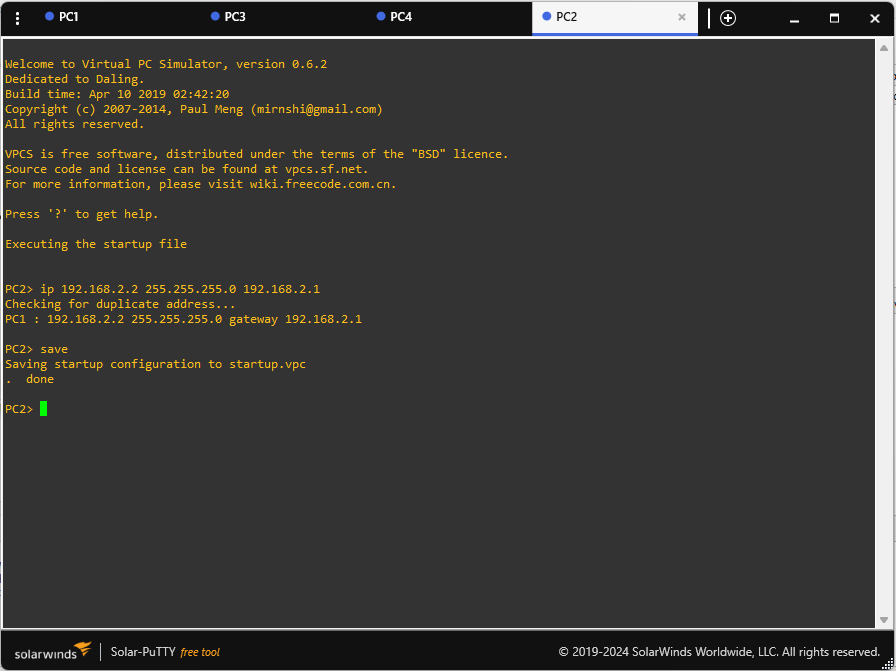 PC1 PC3 PC4 PC2
Welcome to Virtual PC Simulator, version 0.6.2
Dedicated to Daling.
Build time: Apr 10 2019 02:42:20
Copyright (c) 2007-2014, Paul Meng (mirnshi@gmail.com)
All rights reserved.
VPCS is free software, distributed under the terms of the "BSD" licence.
Source code and license can be found at vpcs.sf.net.
For more information, please visit wiki.freecode.com.cn.
Press '?' to get help.
Executing the startup file
PC2> ip 192.168.2.2 255.255.255.0 192.168.2.1
Checking for duplicate address...
PC1 : 192.168.2.2 255.255.255.0 gateway 192.168.2.1
PC2> save
Saving startup configuration to startup.vpc
.  done
PC2>
solarwinds Solar-PuTTY free tool © 2019-2024 SolarWinds Worldwide, LLC. All rights reserved.